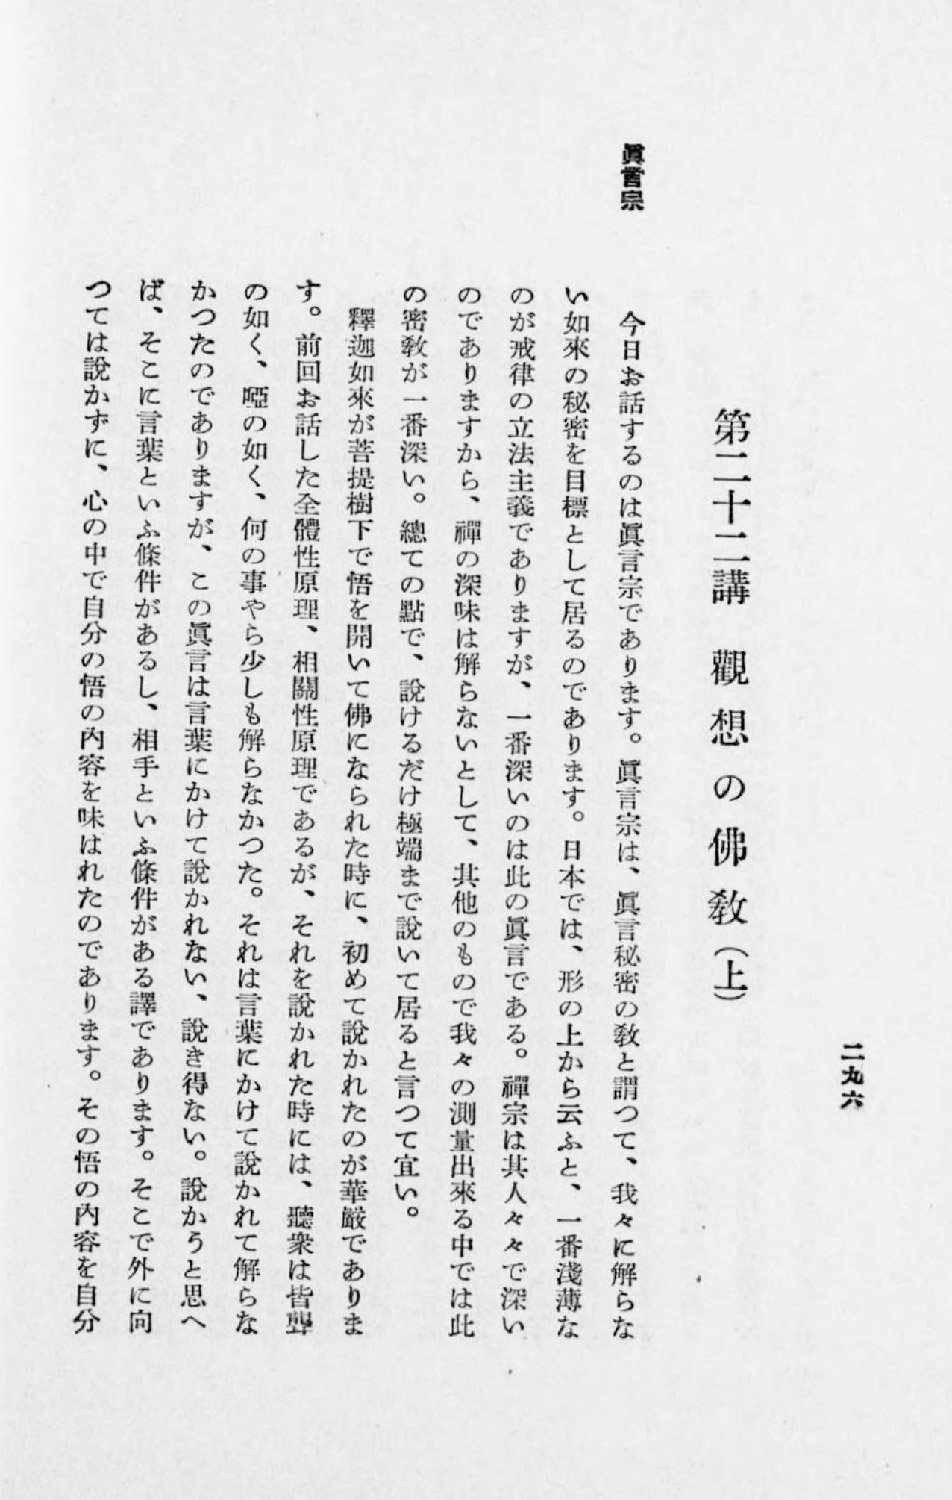 二九六
第二十二講　觀想の佛敎（上）
眞言宗
今日お話するのは眞言宗であります。眞言宗は、眞言秘密の敎と謂つて、我々に解らな
い如來の秘密を目標として居るのであります。日本では、形の上から云ふと、一番淺薄な
のが戒律の立法主義でありますが、一番深いのは此の眞言である。禪宗は其人々々で深い
のでありますから、禪の深味は解らないとして、其他のもので我々の測量出來る中では此
の密敎が一番深い。總ての點で、說けるだけ極端まで說いて居ると言つて宜い。
釋迦如來が菩提樹下で悟を開いて佛になられた時に、初めて說かれたのが華嚴でありま
す。前回お話した全體性原理、相關性原理であるが、それを說かれた時には、聽衆は皆聾
の如く、啞の如く、何の事やら少しも解らなかつた。それは言葉にかけて說かれて解らな
かつたのでありますが、この眞言は言葉にかけて說かれない、說き得ない。說かうと思へ
ば、そこに言葉といふ條件があるし、相手といふ條件がある譯であります。そこで外に向
つては說かずに、心の中で自分の悟の內容を味はれたのであります。その悟の內容を自分